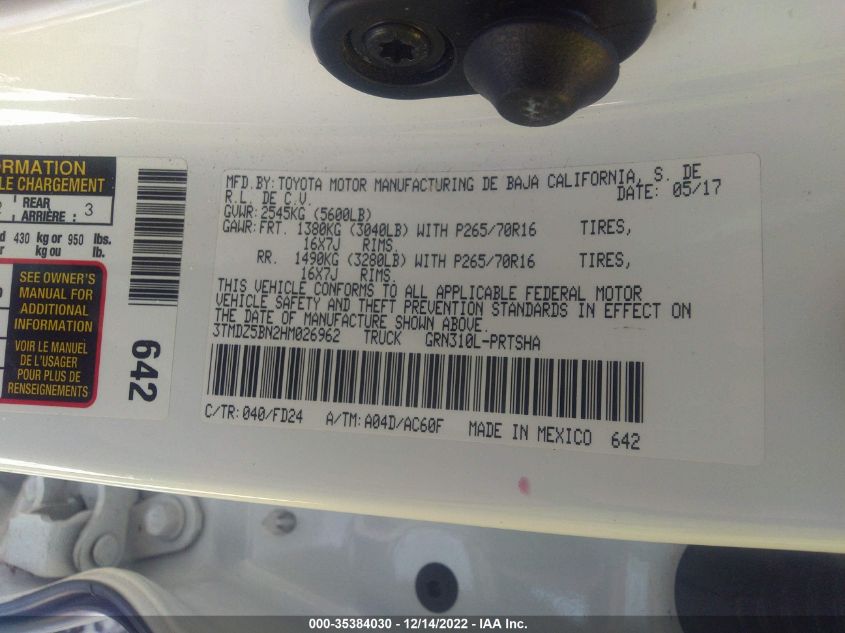 RMATION
LE CHARGEMENT
REAR
ARRIÈRE : 3
430 kg or 950 lbs.
kg ou lb.
SEE OWNER'S
MANUAL FOR
ADDITIONAL
INFORMATION
VOIR LE MANUEL
DE L'USAGER
POUR PLUS DE
RENSEIGNEMENTS
642
MFD.BY:TOYOTA MOTOR MANUFACTURING DE BAJA CALIFORNIA, S. DE
R.L. DE C.V. DATE: 05/17
GVWR:2545KG (5600LB)
GAWR:FRT. 1380KG (3040LB) WITH P265/70R16 TIRES,
16X7J RIMS.
RR. 1490KG (3280LB) WITH P265/70R16 TIRES,
16X7J RIMS.
THIS VEHICLE CONFORMS TO ALL APPLICABLE FEDERAL MOTOR
VEHICLE SAFETY AND THEFT PREVENTION STANDARDS IN EFFECT ON
THE DATE OF MANUFACTURE SHOWN ABOVE.
3TMDZ5BN2HM026962 TRUCK GRN310L-PRTSHA
C/TR:040/FD24 A/TM:A04D/AC60F MADE IN MEXICO 642
000-35384030 - 12/14/2022 - IAA Inc.